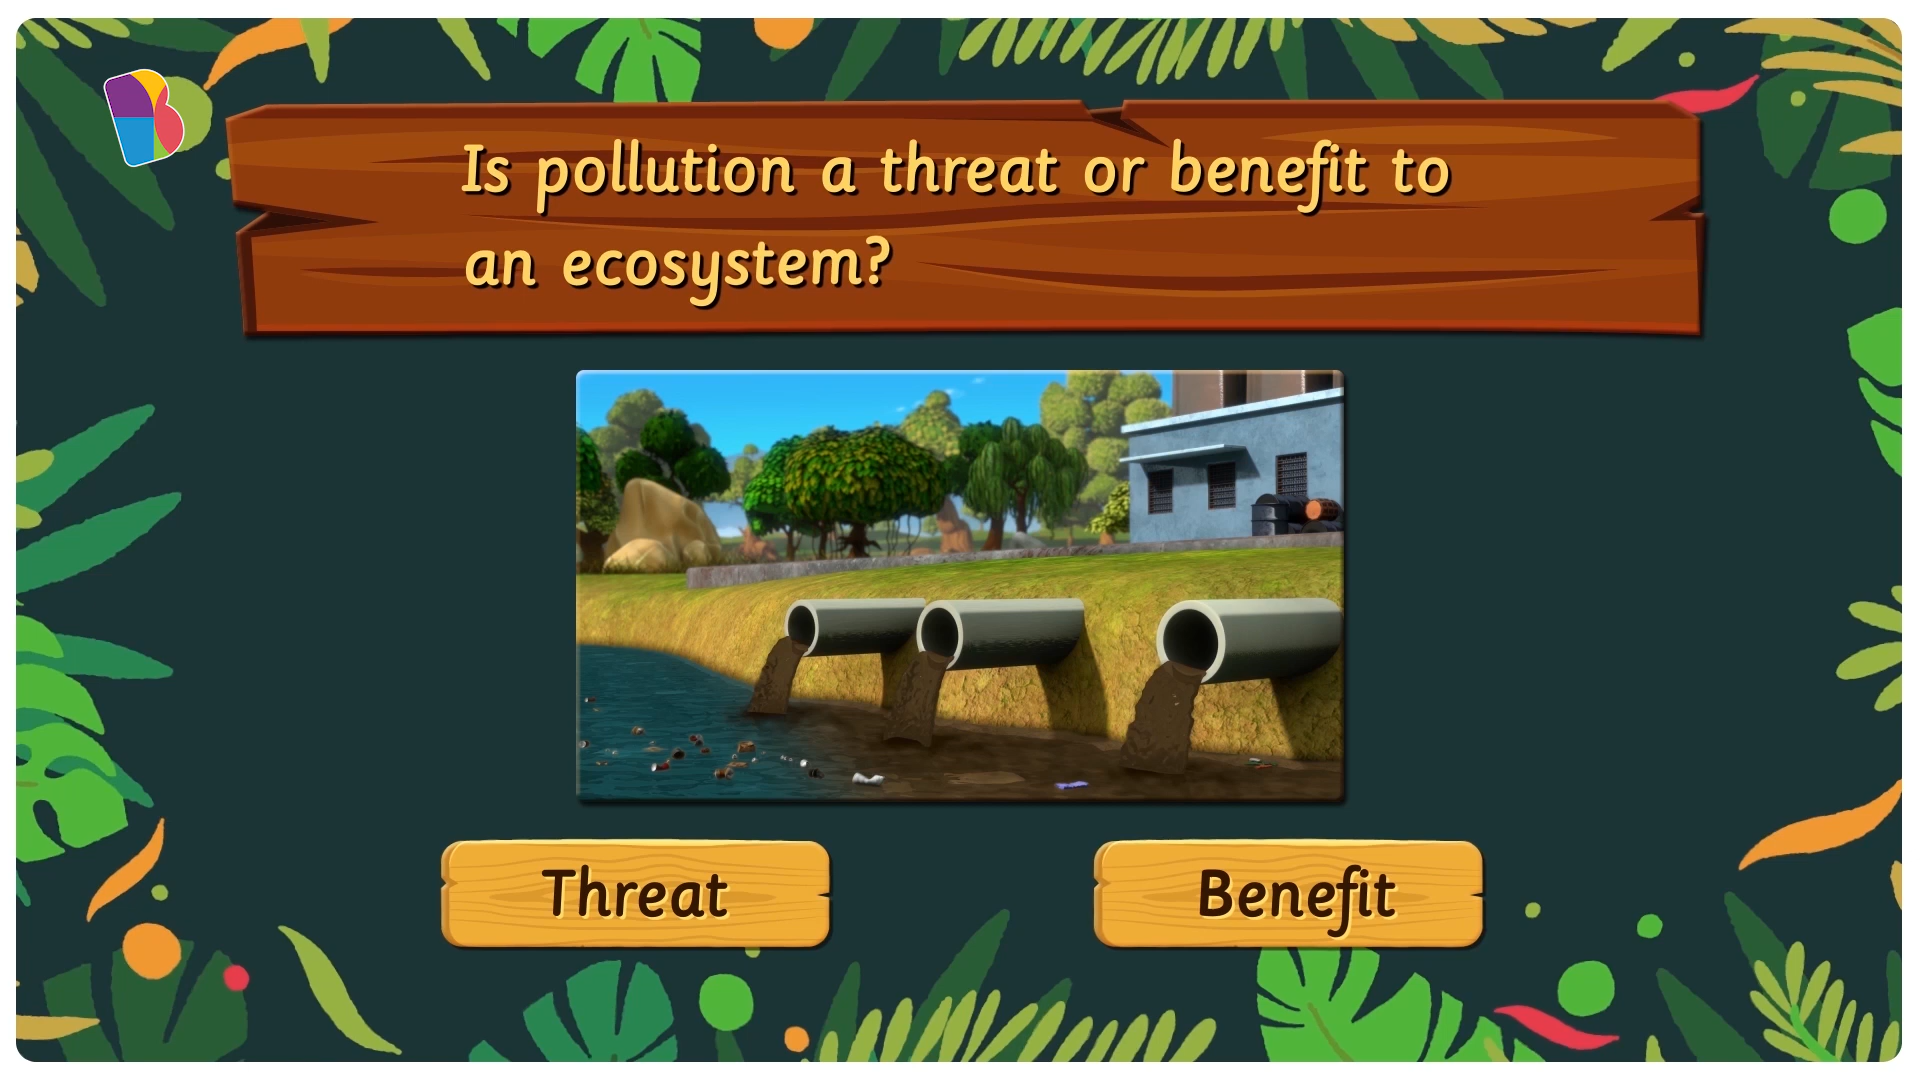 Is pollution a threat or benefit to
an ecosystem?
Threat
Benefit